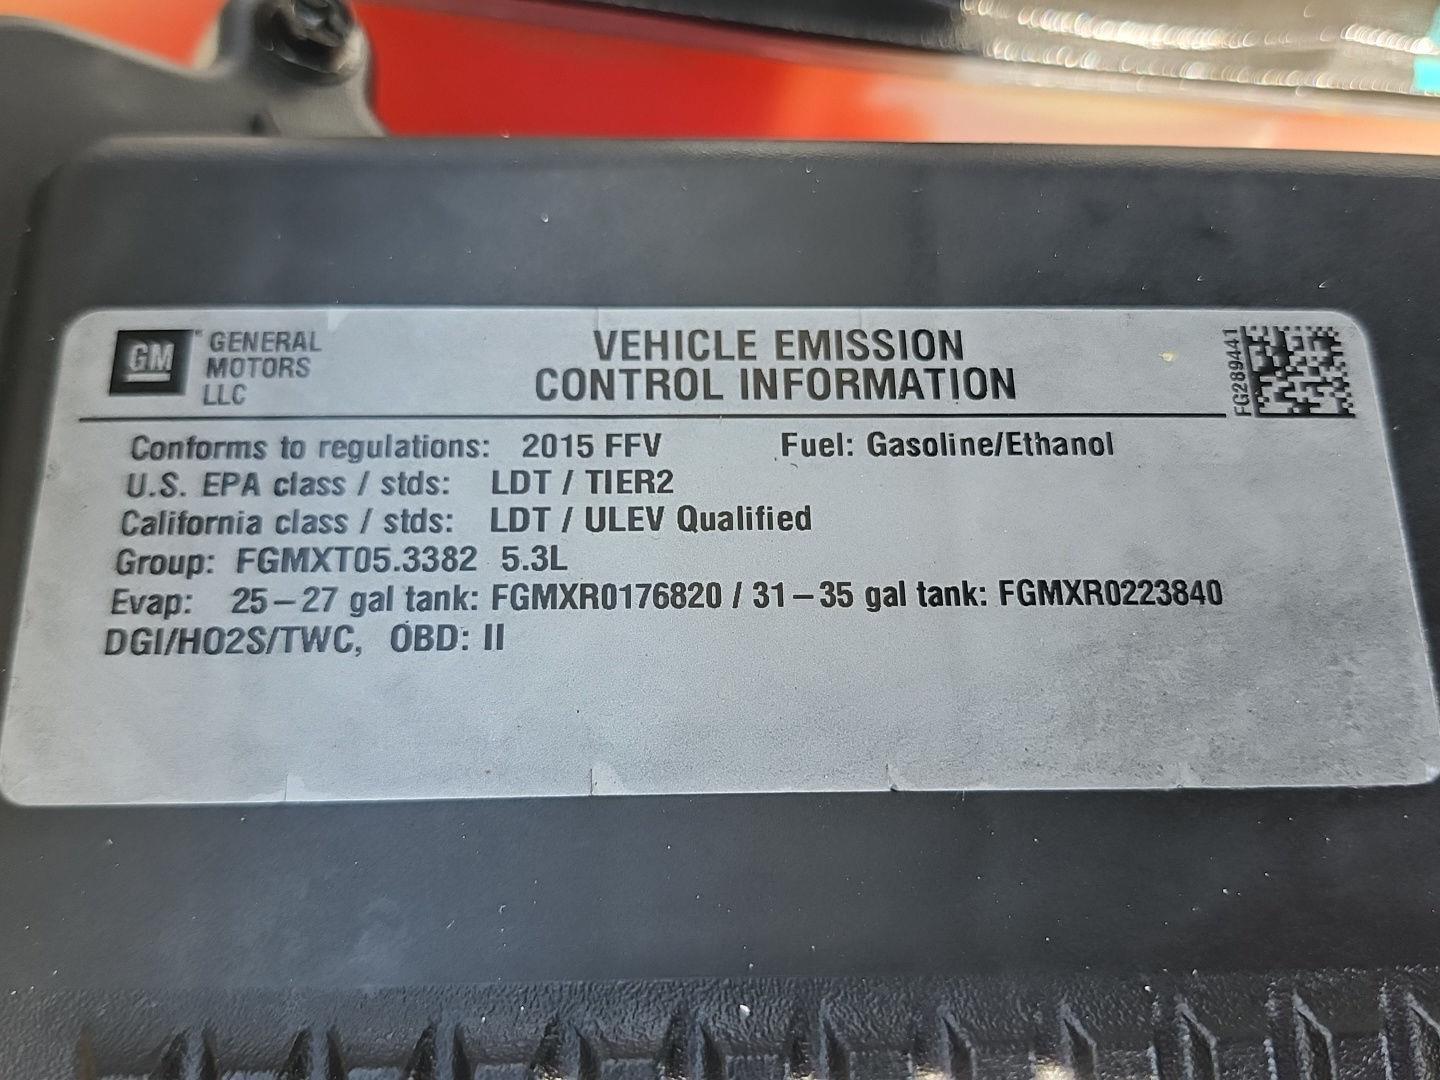 GM
GENERAL
MOTORS
LLC
VEHICLE EMISSION
CONTROL INFORMATION
FG289441
Conforms to regulations: 2015 FFV Fuel: Gasoline/Ethanol
U.S. EPA class / stds: LDT / TIER2
California class / stds: LDT / ULEV Qualified
Group: FGMXT05.3382 5.3L
Evap: 25–27 gal tank: FGMXR0176820 / 31–35 gal tank: FGMXR0223840
DGI/HO2S/TWC, OBD: II